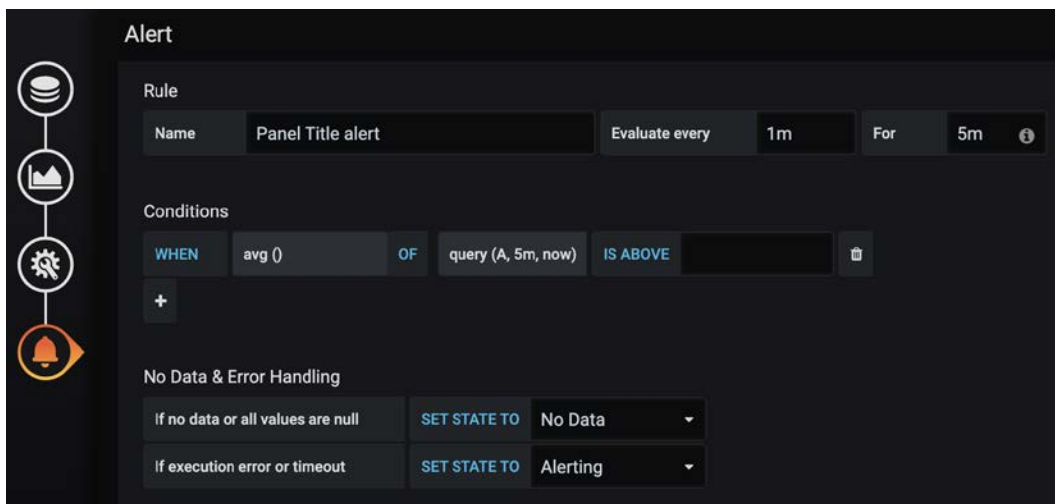 Alert
Rule
Name Panel Title alert Evaluate every 1m For 5m
Conditions
WHEN avg () OF query (A, 5m, now) IS ABOVE
+
No Data & Error Handling
If no data or all values are null SET STATE TO No Data
If execution error or timeout SET STATE TO Alerting